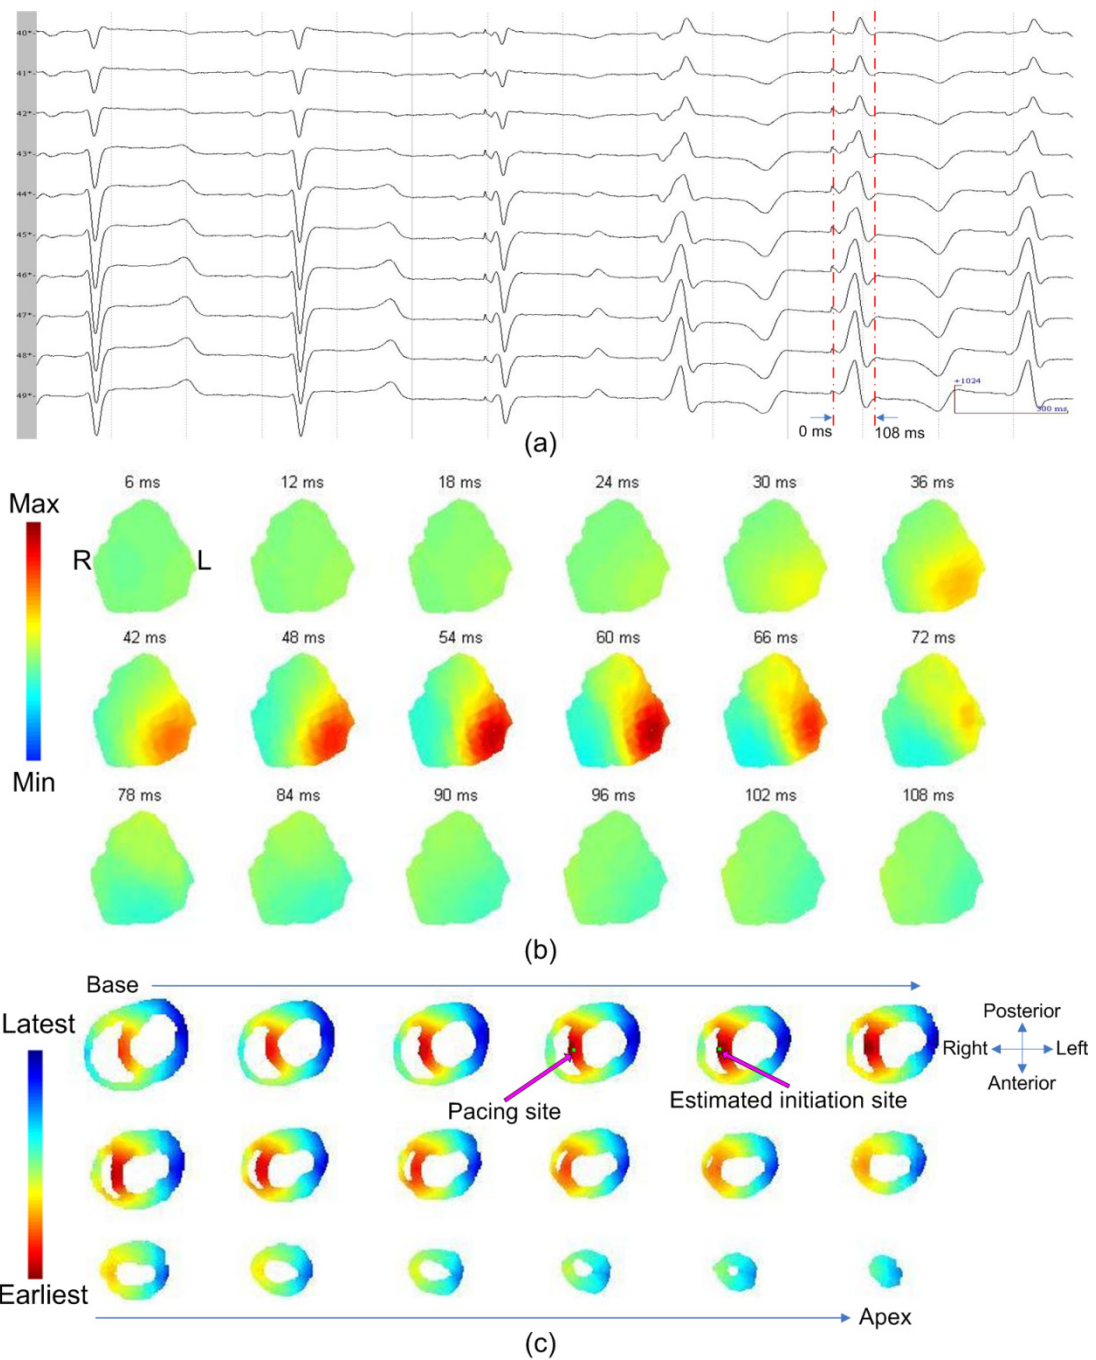 40*
41*
42*
43*
44*
45*
46*
47*
48*
49*
+1024
500 ms
0 ms
108 ms
(a)
6 ms 12 ms 18 ms 24 ms 30 ms 36 ms
Max
R L
42 ms 48 ms 54 ms 60 ms 66 ms 72 ms
Min
78 ms 84 ms 90 ms 96 ms 102 ms 108 ms
(b)
Base
Latest
Posterior
Right Left
Anterior
Pacing site
Estimated initiation site
Earliest
Apex
(c)